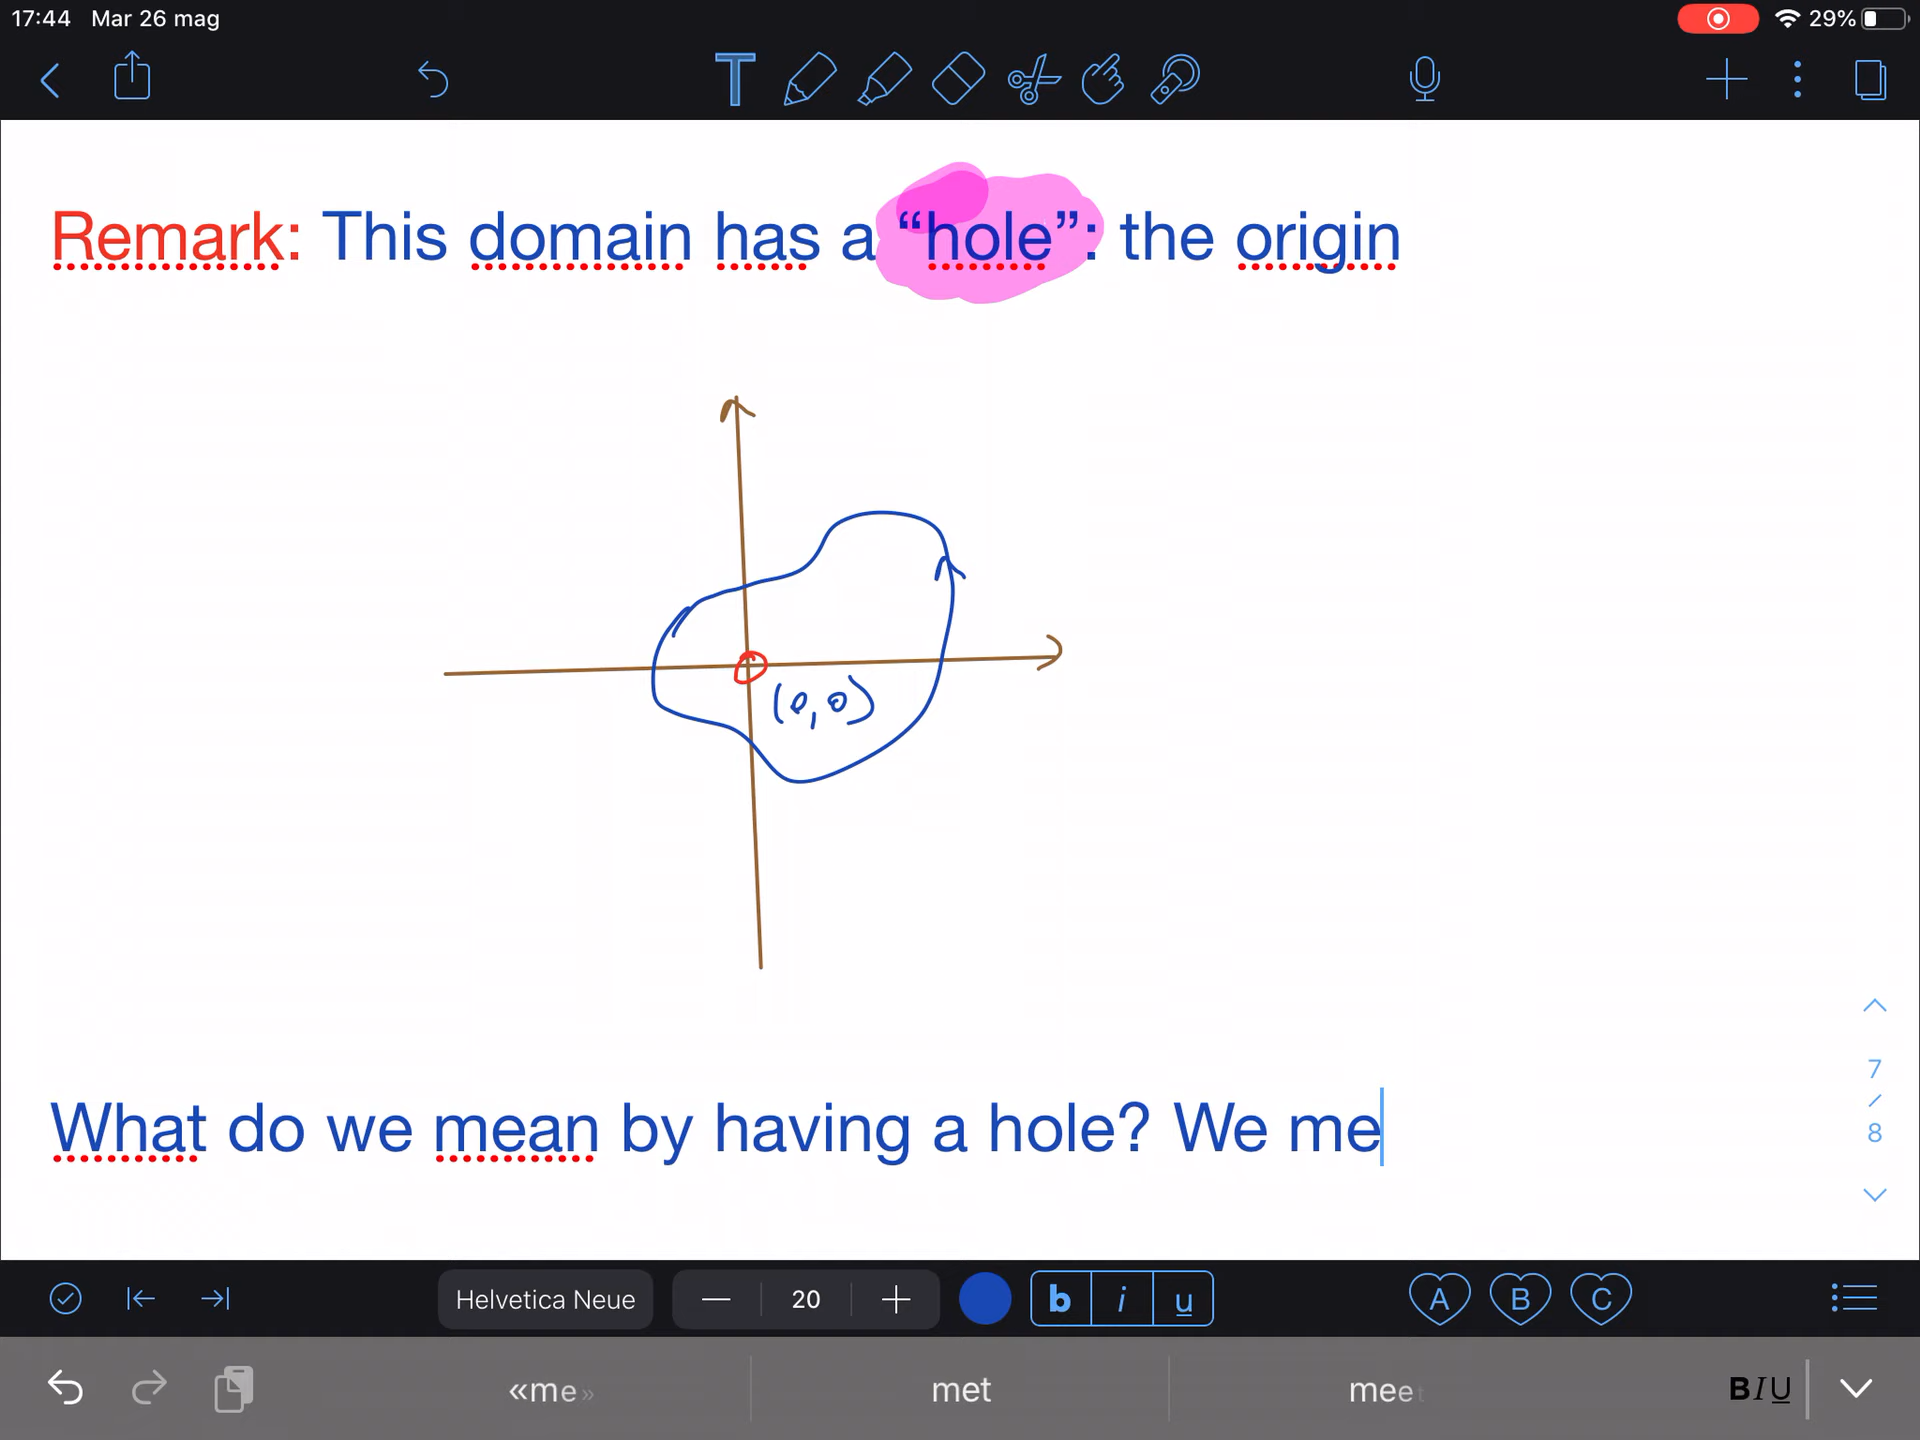 17:44 Mar 26 mag 29%
T
Remark: This domain has a “hole”: the origin
(0,0)
What do we mean by having a hole? We me
7
/
8
Helvetica Neue — 20 + b i u A B C
«me» met meet BIU